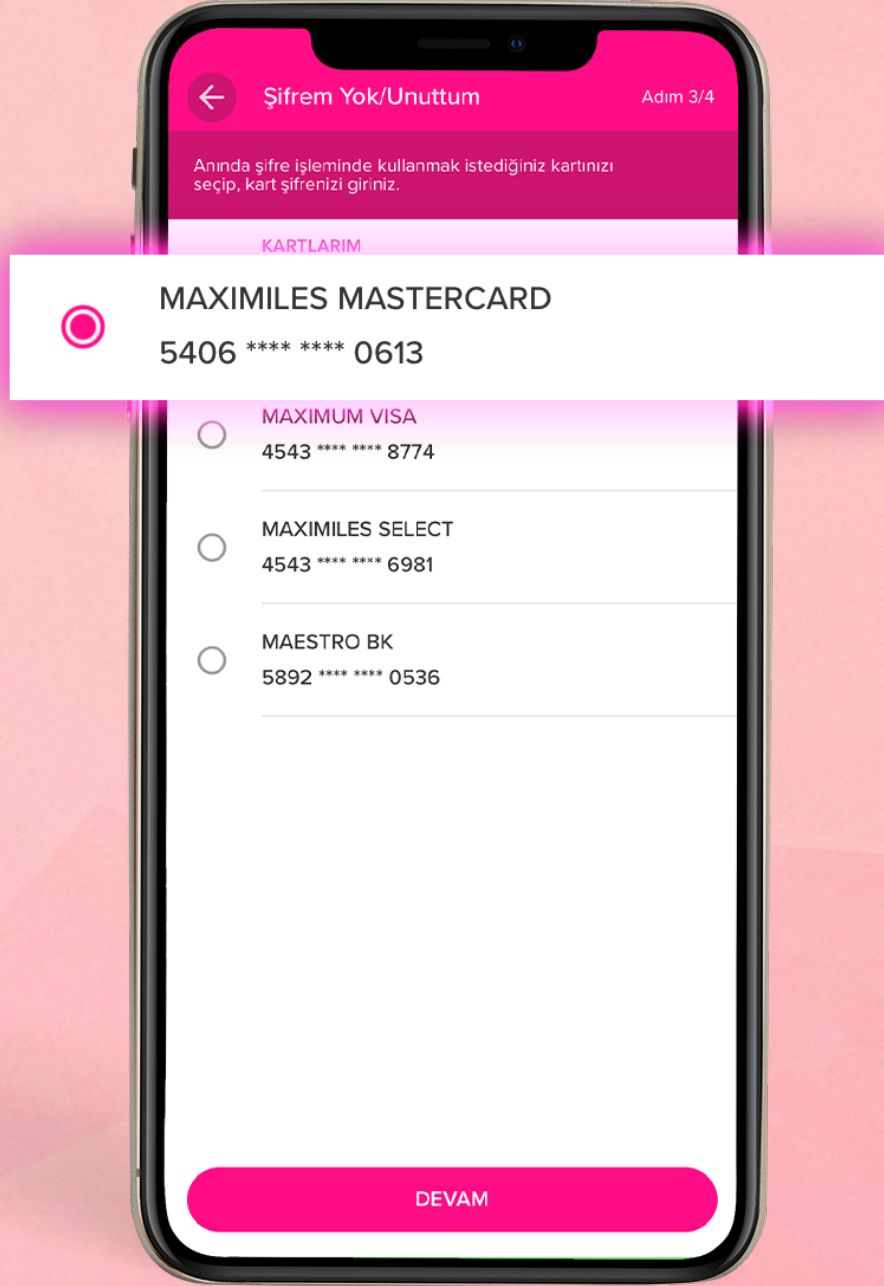 Şifrem Yok/Unuttum
Adım 3/4
Anında şifre işleminde kullanmak istediğiniz kartınızı
seçip, kart şifrenizi giriniz.
KARTLARIM
MAXIMILES MASTERCARD
5406 **** **** 0613
MAXIMUM VISA
4543 **** **** 8774
MAXIMILES SELECT
4543 **** **** 6981
MAESTRO BK
5892 **** **** 0536
DEVAM